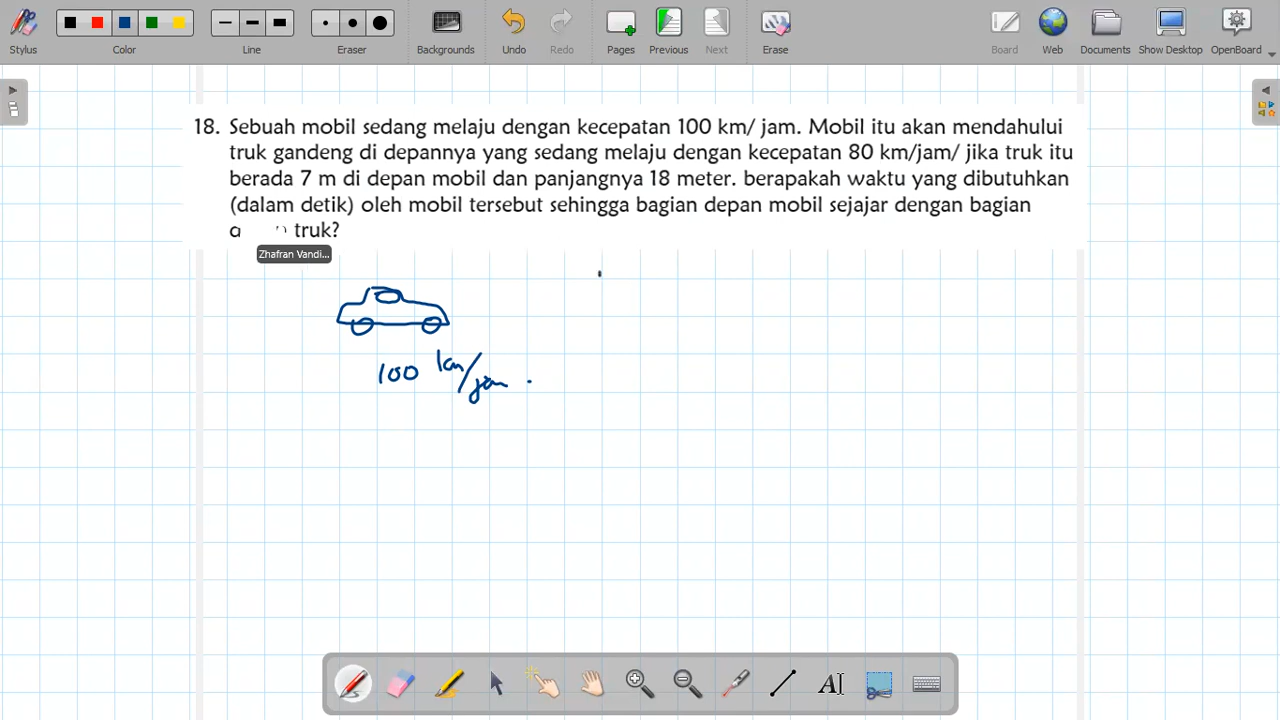 Stylus
Color
Line
Eraser
Backgrounds
Undo
Redo
Pages
Previous
Next
Erase
Board
Web
Documents
Show Desktop
OpenBoard
18. Sebuah mobil sedang melaju dengan kecepatan 100 km/ jam. Mobil itu akan mendahului
truk gandeng di depannya yang sedang melaju dengan kecepatan 80 km/jam/ jika truk itu
berada 7 m di depan mobil dan panjangnya 18 meter. berapakah waktu yang dibutuhkan
(dalam detik) oleh mobil tersebut sehingga bagian depan mobil sejajar dengan bagian
truk?
Zhafran Vandi...
100 km/jam